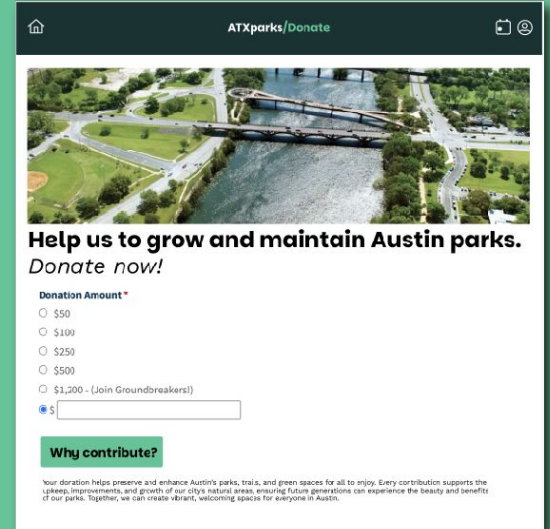 ATXparks/Donate
Help us to grow and maintain Austin parks.
Donate now!
Donation Amount*
$50
$100
$250
$500
$1,200 - (Join Groundbreakers!)
$
Why contribute?
Your donation helps preserve and enhance Austin's parks, trails, and green spaces for all to enjoy. Every contribution supports the
upkeep, improvements, and growth of our city's natural areas, ensuring future generations can experience the beauty and benefits
of our parks. Together, we can create vibrant, welcoming spaces for everyone in Austin.